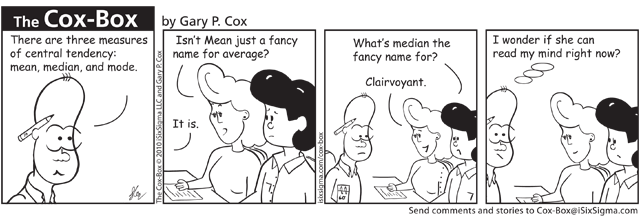 The Cox-Box by Gary P. Cox
There are three measures
of central tendency:
mean, median, and mode.
Isn't Mean just a fancy
name for average?
It is.
The Cox-Box © 2010 isixSigma LLC and Gary P. Cox
What's median the
fancy name for?
Clairvoyant.
isixsigma.com/cox-box
I wonder if she can
read my mind right now?
Send comments and stories to Cox-Box@iSixSigma.com